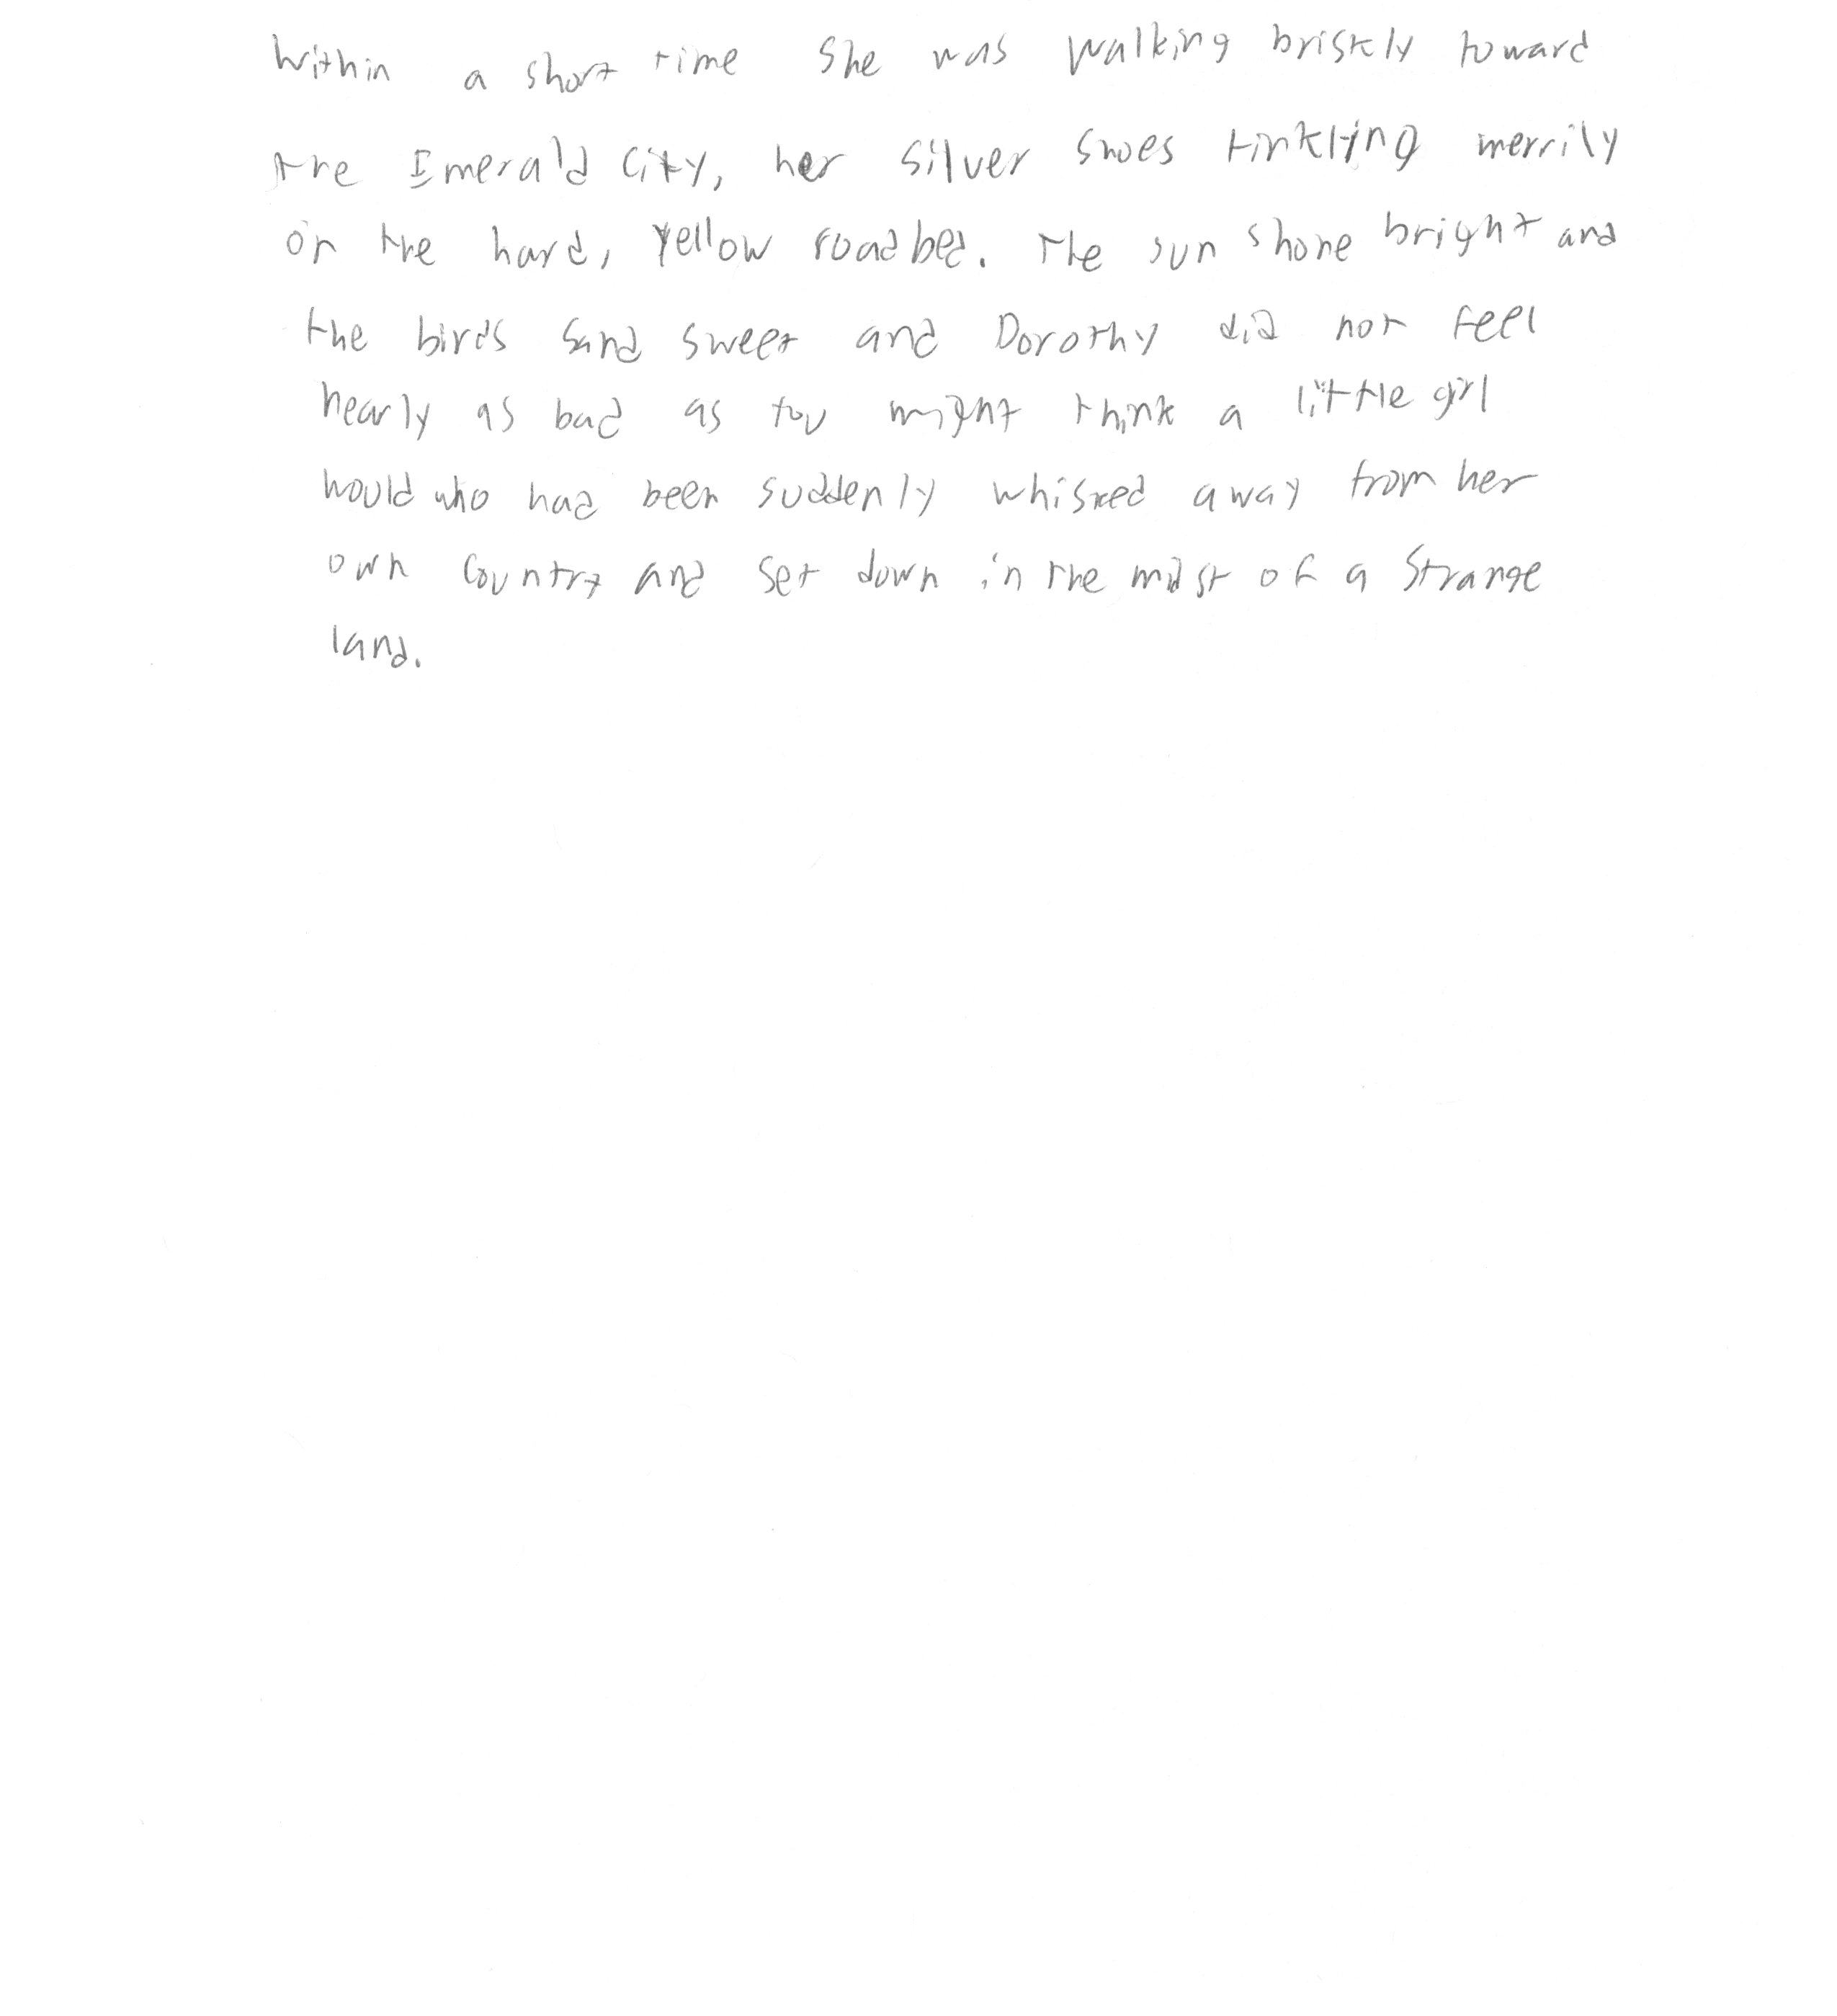 Within a short time she was walking briskly toward
the Emerald City, her silver shoes tinkling merrily
on the hard, yellow roadbed. The sun shone bright and
the birds sand sweet and Dorothy did not feel
nearly as bad as tou might think a little girl
would who had been suddenly whisked away from her
own country and set down in the midst of a strange
land.